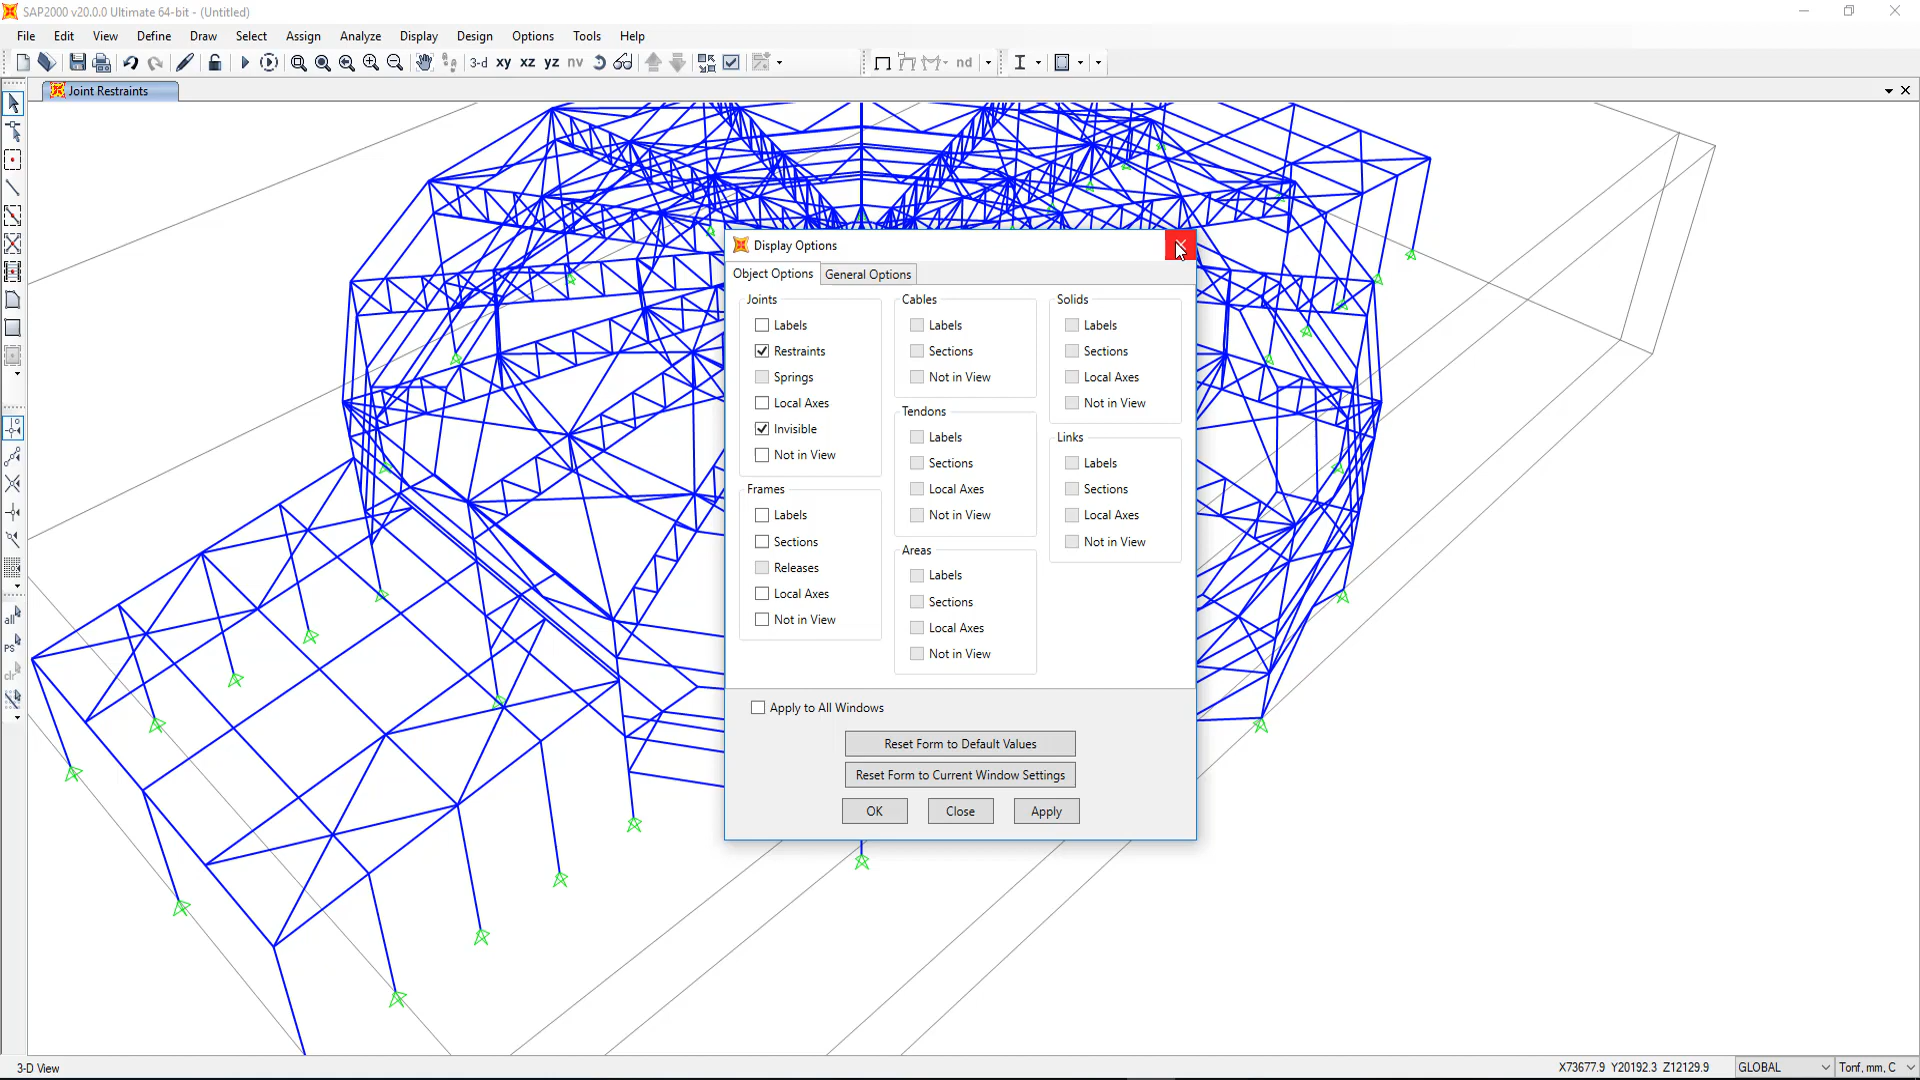 SAP2000 v20.0.0 Ultimate 64-bit - (Untitled)
File Edit View Define Draw Select Assign Analyze Display Design Options Tools Help
3-d xy xz yz nv nd
Joint Restraints
Display Options
Object Options General Options
Joints
Labels
Restraints
Springs
Local Axes
Invisible
Not in View
Frames
Labels
Sections
Releases
Local Axes
Not in View
Cables
Labels
Sections
Not in View
Tendons
Labels
Sections
Local Axes
Not in View
Areas
Labels
Sections
Local Axes
Not in View
Solids
Labels
Sections
Local Axes
Not in View
Links
Labels
Sections
Local Axes
Not in View
Apply to All Windows
Reset Form to Default Values
Reset Form to Current Window Settings
OK Close Apply
all
PS
clr
3-D View
X73677.9 Y20192.3 Z12129.9
GLOBAL
Tonf, mm, C